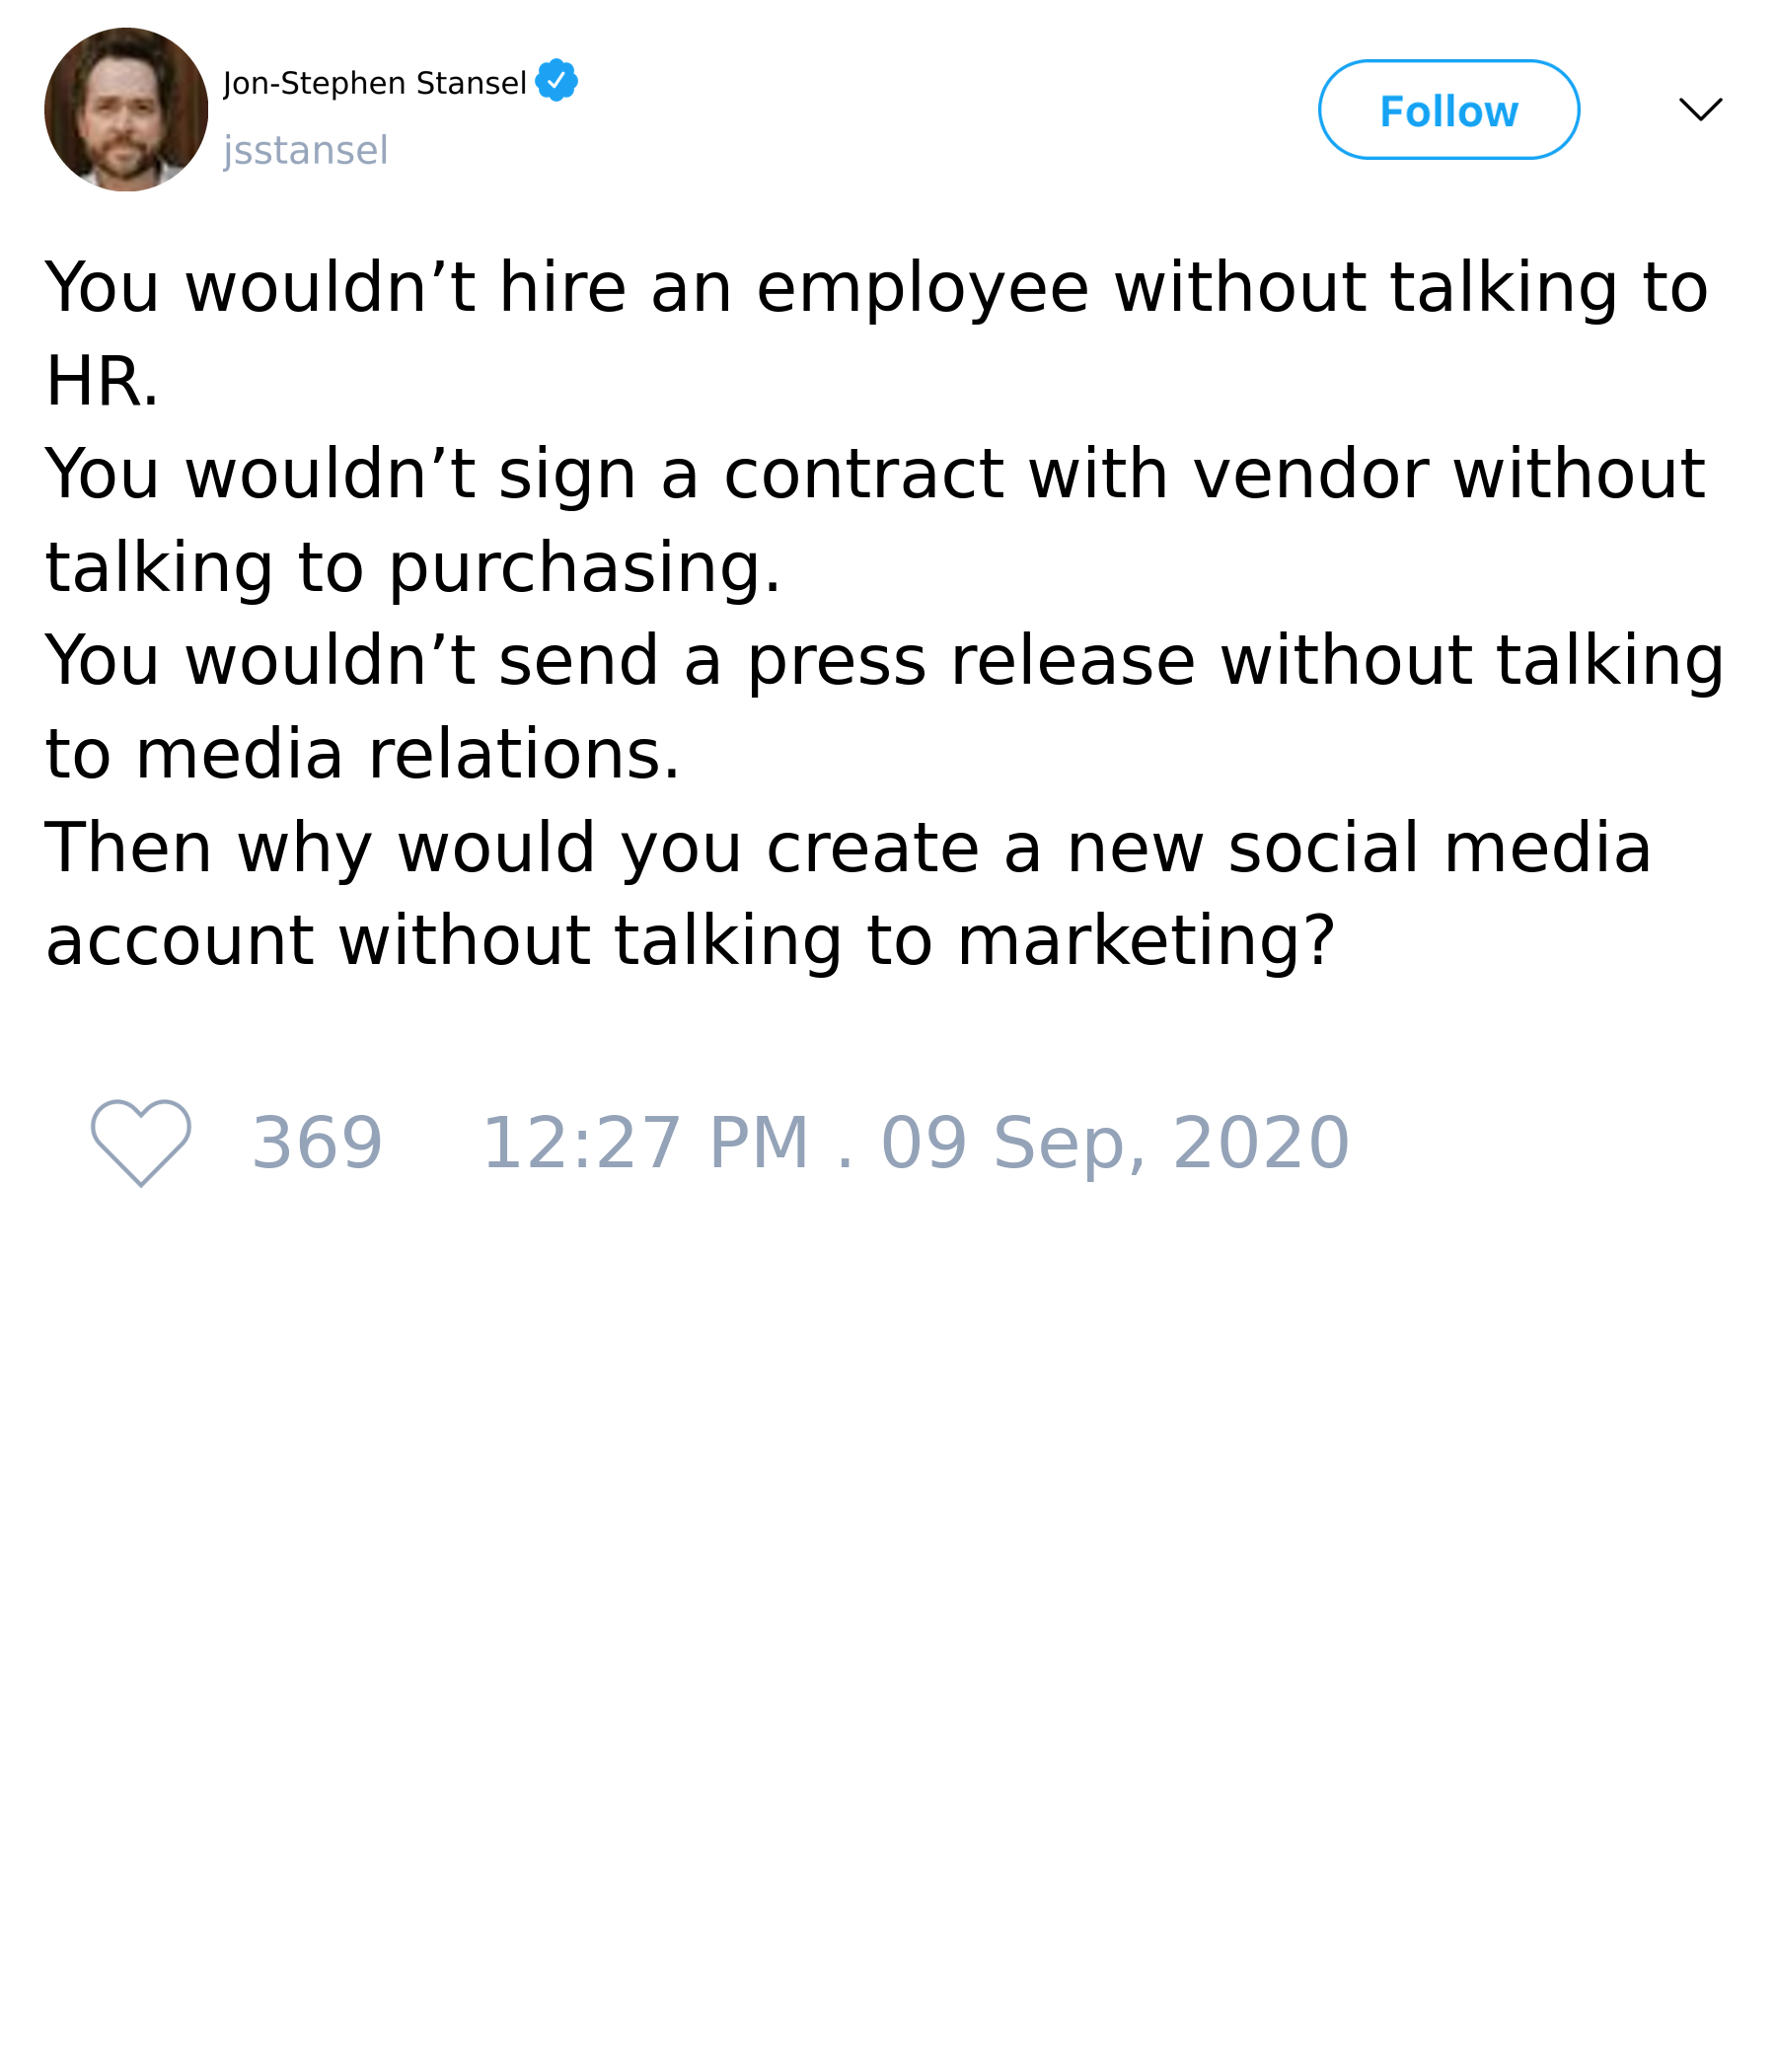 Jon-Stephen Stansel
jsstansel
Follow
You wouldn’t hire an employee without talking to
HR.
You wouldn’t sign a contract with vendor without
talking to purchasing.
You wouldn’t send a press release without talking
to media relations.
Then why would you create a new social media
account without talking to marketing?
369 12:27 PM . 09 Sep, 2020